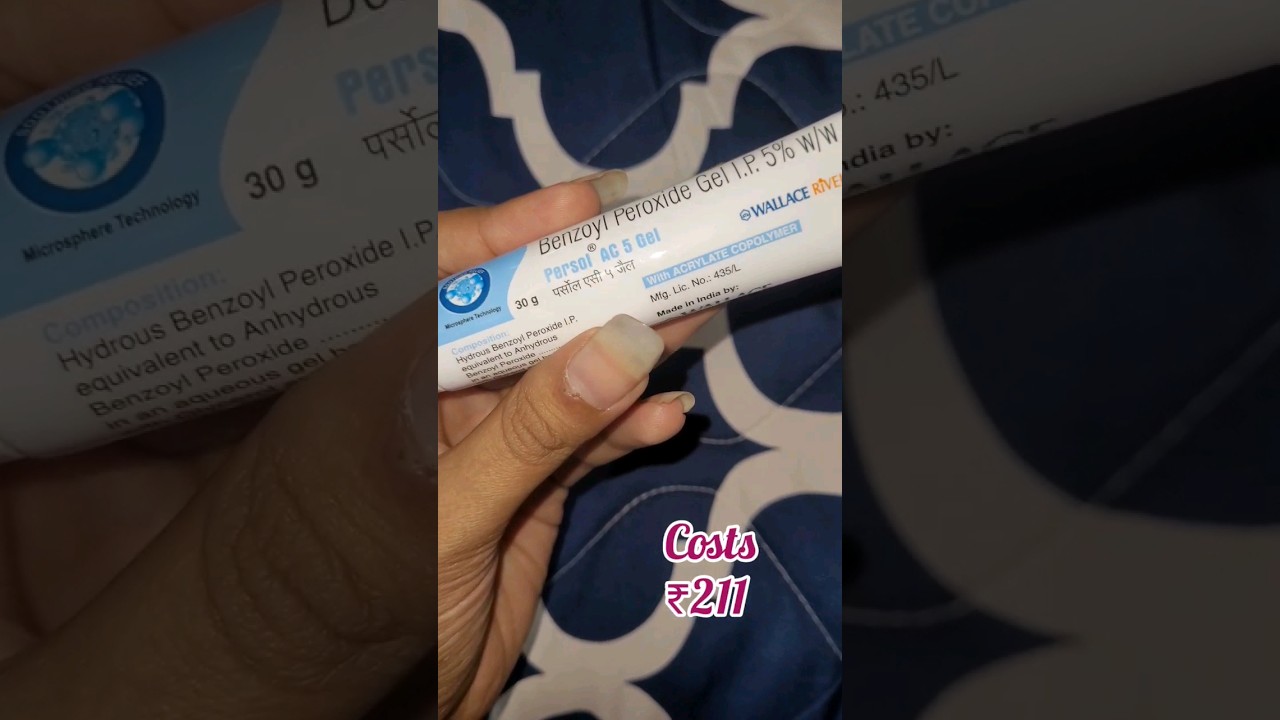 Benzoyl Peroxide Gel I.P. 5% W/W
Persol® AC 5 Gel
पर्सोल एसी ५ जैल
30 g
Microsphere Technology
WALLACE
With ACRYLATE COPOLYMER
Mfg. Lic. No.: 435/L
Made in India by:
Composition:
Hydrous Benzoyl Peroxide I.P.
equivalent to Anhydrous
Benzoyl Peroxide ........
in an aqueous gel
Costs
₹211